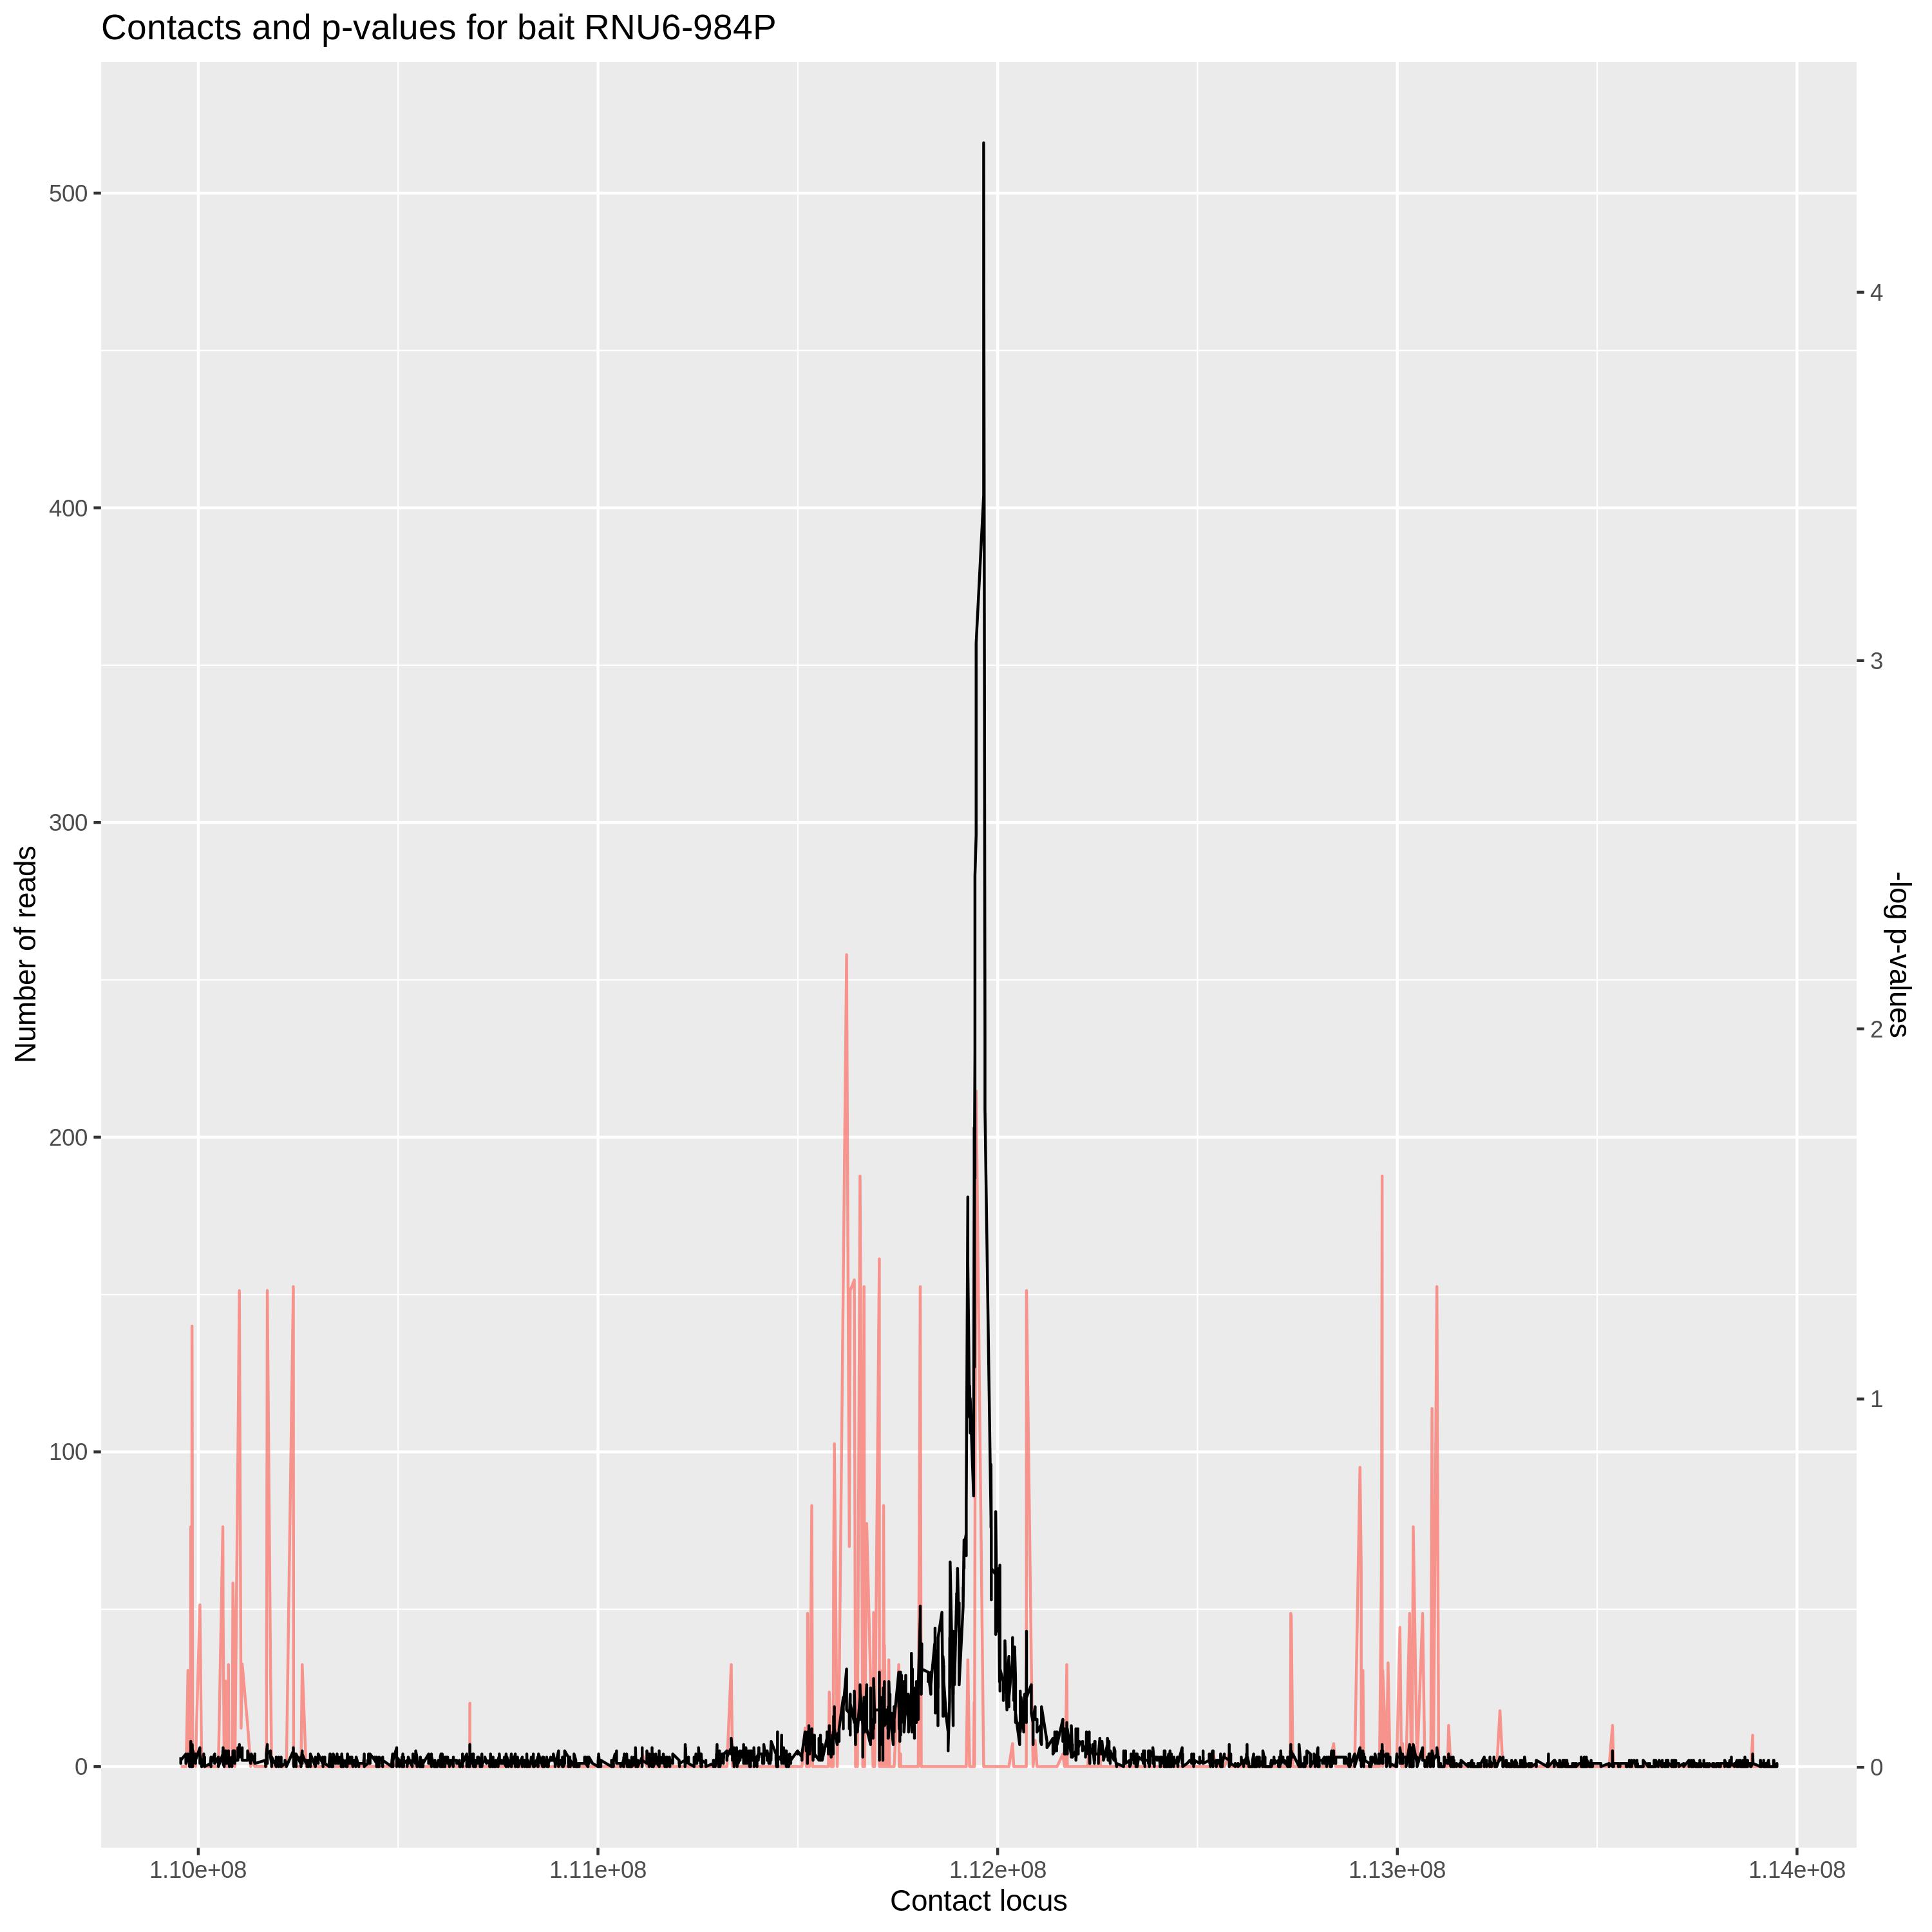 Contacts and p-values for bait RNU6-984P
500
400
300
200
100
0
Number of reads
4
3
2
1
0
-log p-values
1.10e+08
1.11e+08
1.12e+08
1.13e+08
1.14e+08
Contact locus